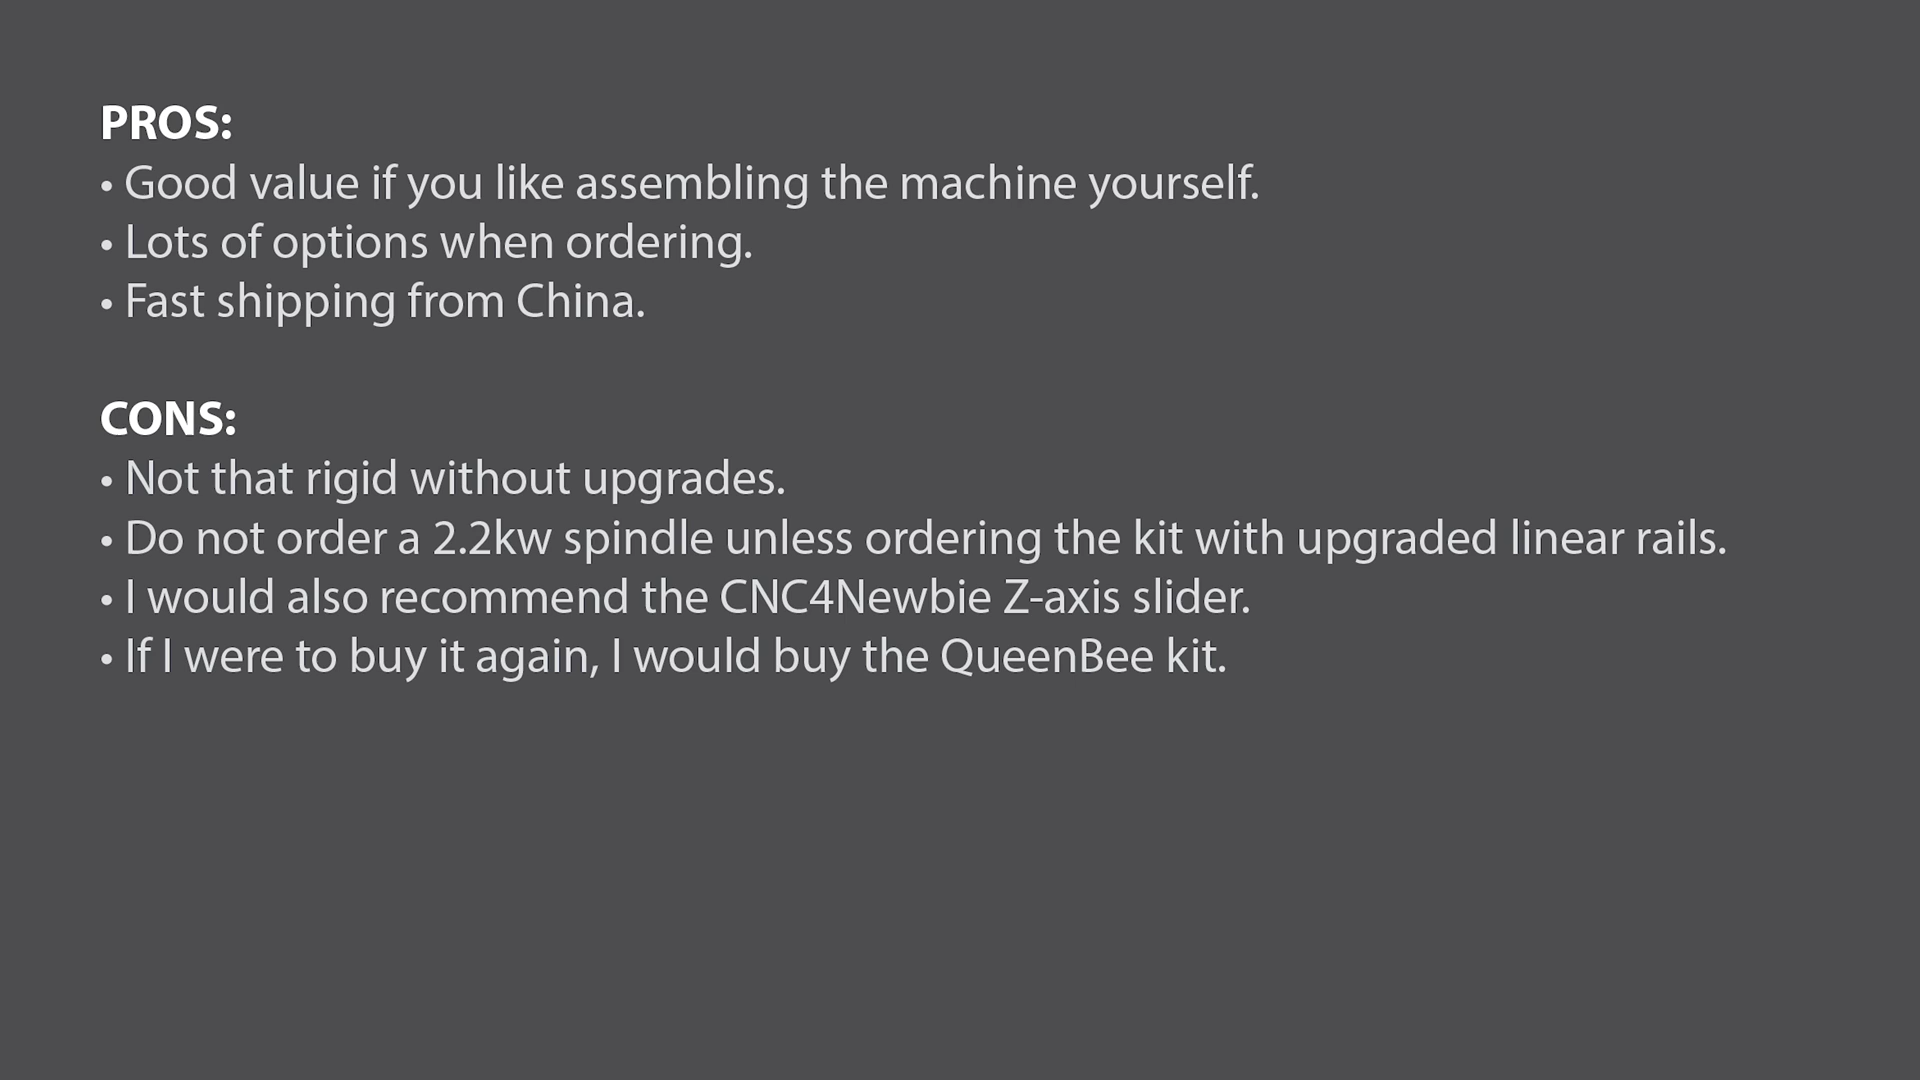 PROS:
• Good value if you like assembling the machine yourself.
• Lots of options when ordering.
• Fast shipping from China.
CONS:
• Not that rigid without upgrades.
• Do not order a 2.2kw spindle unless ordering the kit with upgraded linear rails.
• I would also recommend the CNC4Newbie Z-axis slider.
• If I were to buy it again, I would buy the QueenBee kit.